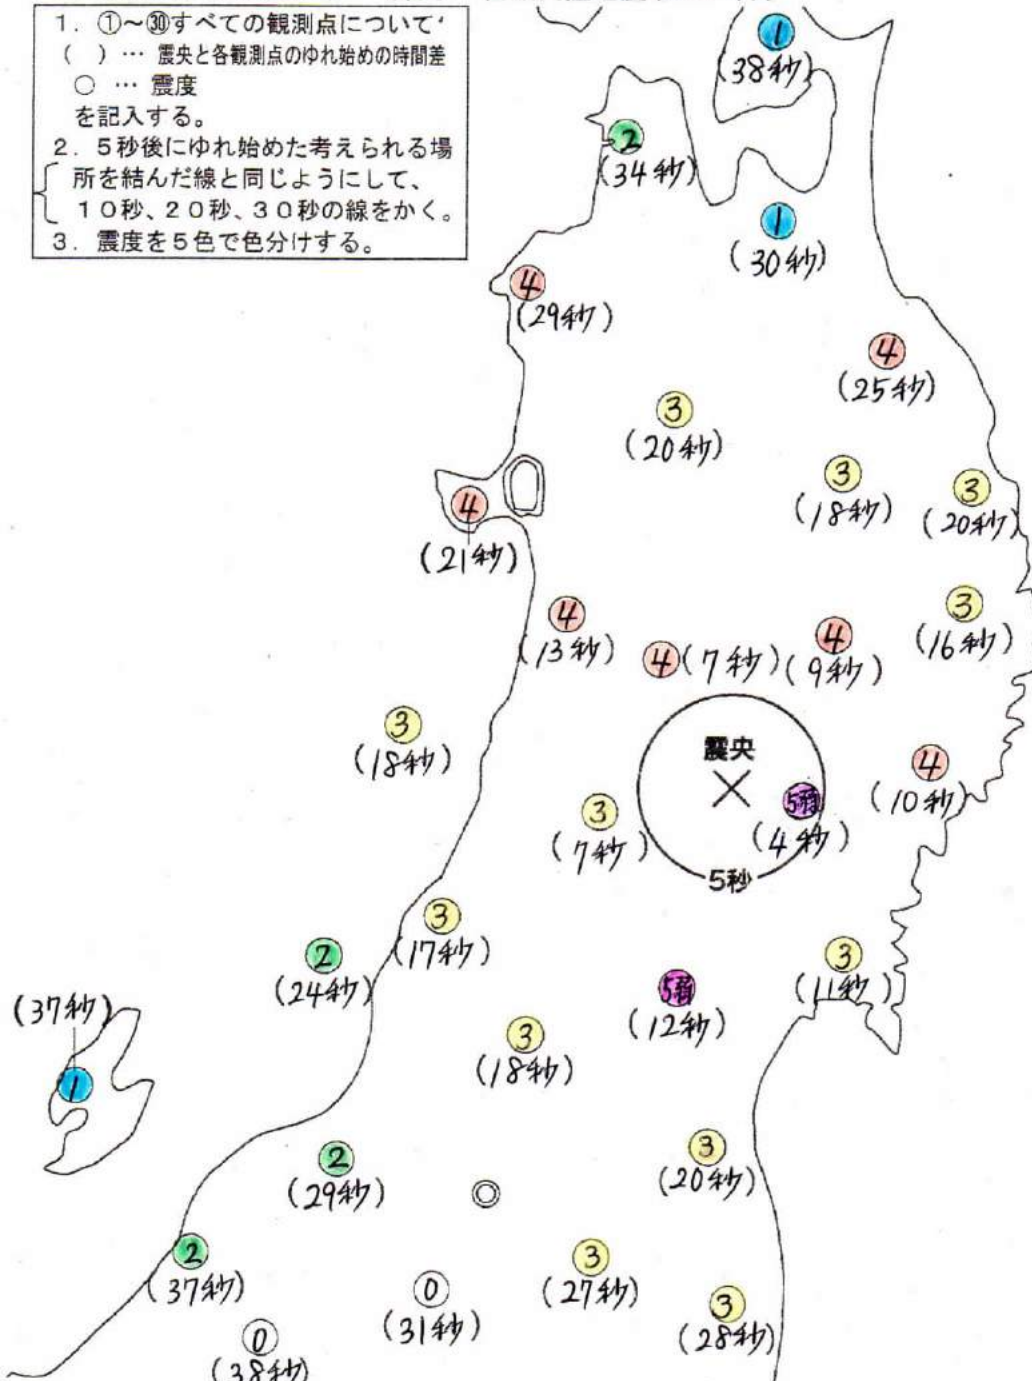 1．①～㉚すべての観測点について
（　）… 震央と各観測点のゆれ始めの時間差
○ … 震度
を記入する。
2．5秒後にゆれ始めた考えられる場
所を結んだ線と同じようにして、
10秒、20秒、30秒の線をかく。
3．震度を5色で色分けする。
1
(38秒)
2
(34秒)
1
(30秒)
4
(29秒)
4
(25秒)
3
(20秒)
3
(18秒)
3
(20秒)
4
(21秒)
4
(13秒)
4 (7秒)
4
(9秒)
3
(16秒)
3
(18秒)
震央
4
(10秒)
5弱
(4秒)
3
(7秒)
5秒
3
(17秒)
2
(24秒)
3
(11秒)
5弱
(12秒)
(37秒)
1
3
(18秒)
2
(29秒)
3
(20秒)
2
(37秒)
3
(27秒)
0
(31秒)
3
(28秒)
0
(38秒)